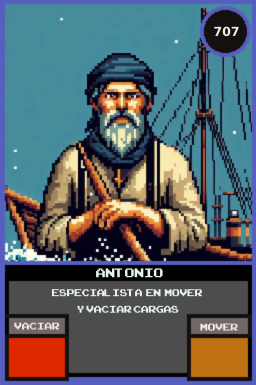 707
ANTONIO
ESPECIALISTA EN MOVER
Y VACIAR CARGAS
VACIAR
MOVER